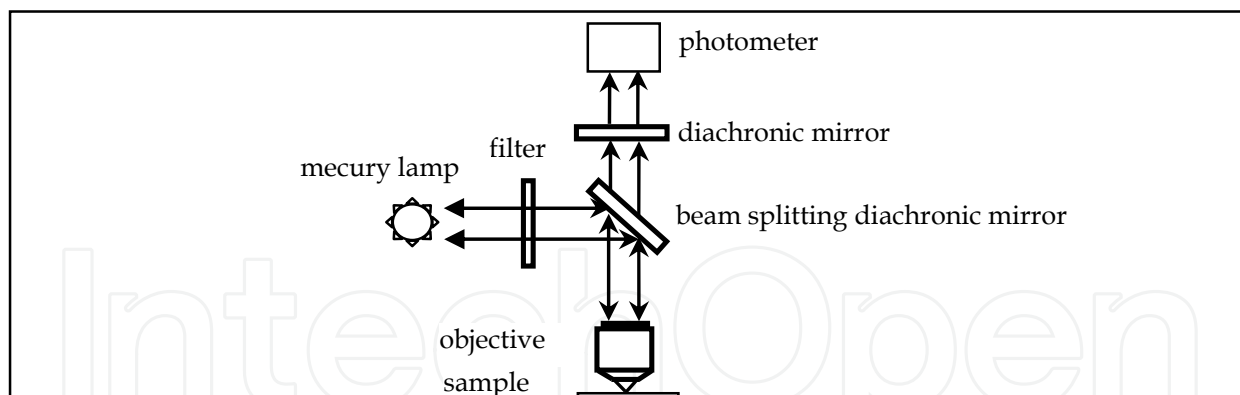 photometer
diachronic mirror
filter
mecury lamp
beam splitting diachronic mirror
objective
sample
IntechOpen